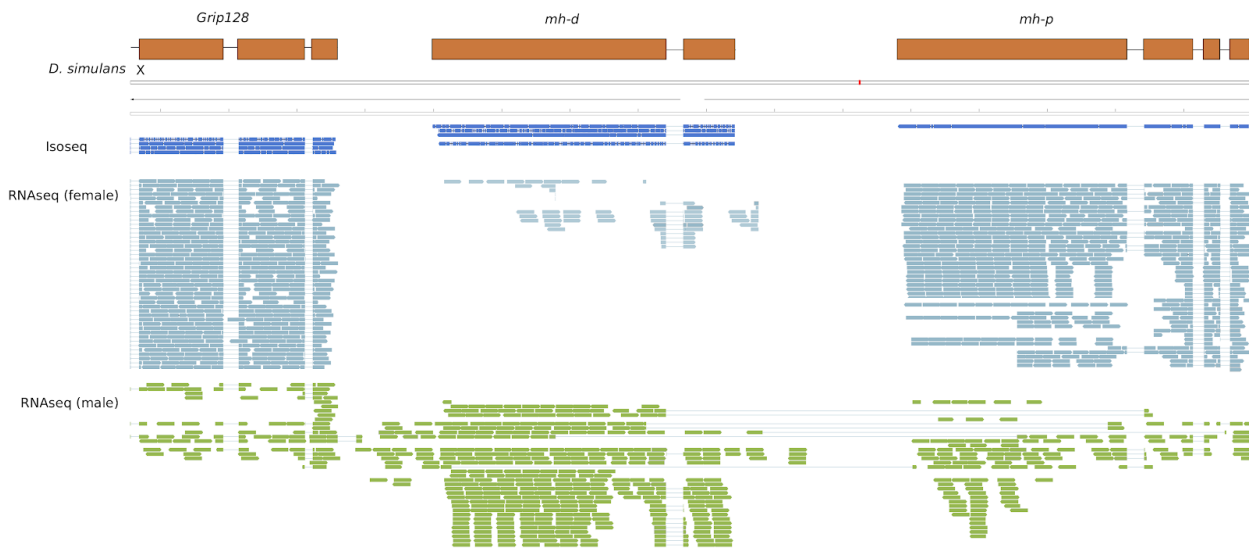 Grip128 mh-d mh-p
D. simulans X
Isoseq
RNAseq (female)
RNAseq (male)